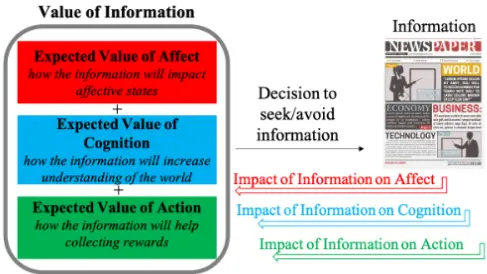 Value of Information
Expected Value of Affect
how the information will impact
affective states
+
Expected Value of
Cognition
how the information will increase
understanding of the world
+
Expected Value of Action
how the information will help
collecting rewards
Decision to
seek/avoid
information
Information
NEWSPAPER
WORLD
ECONOMY
BUSINESS:
TECHNOLOGY
Impact of Information on Affect
Impact of Information on Cognition
Impact of Information on Action